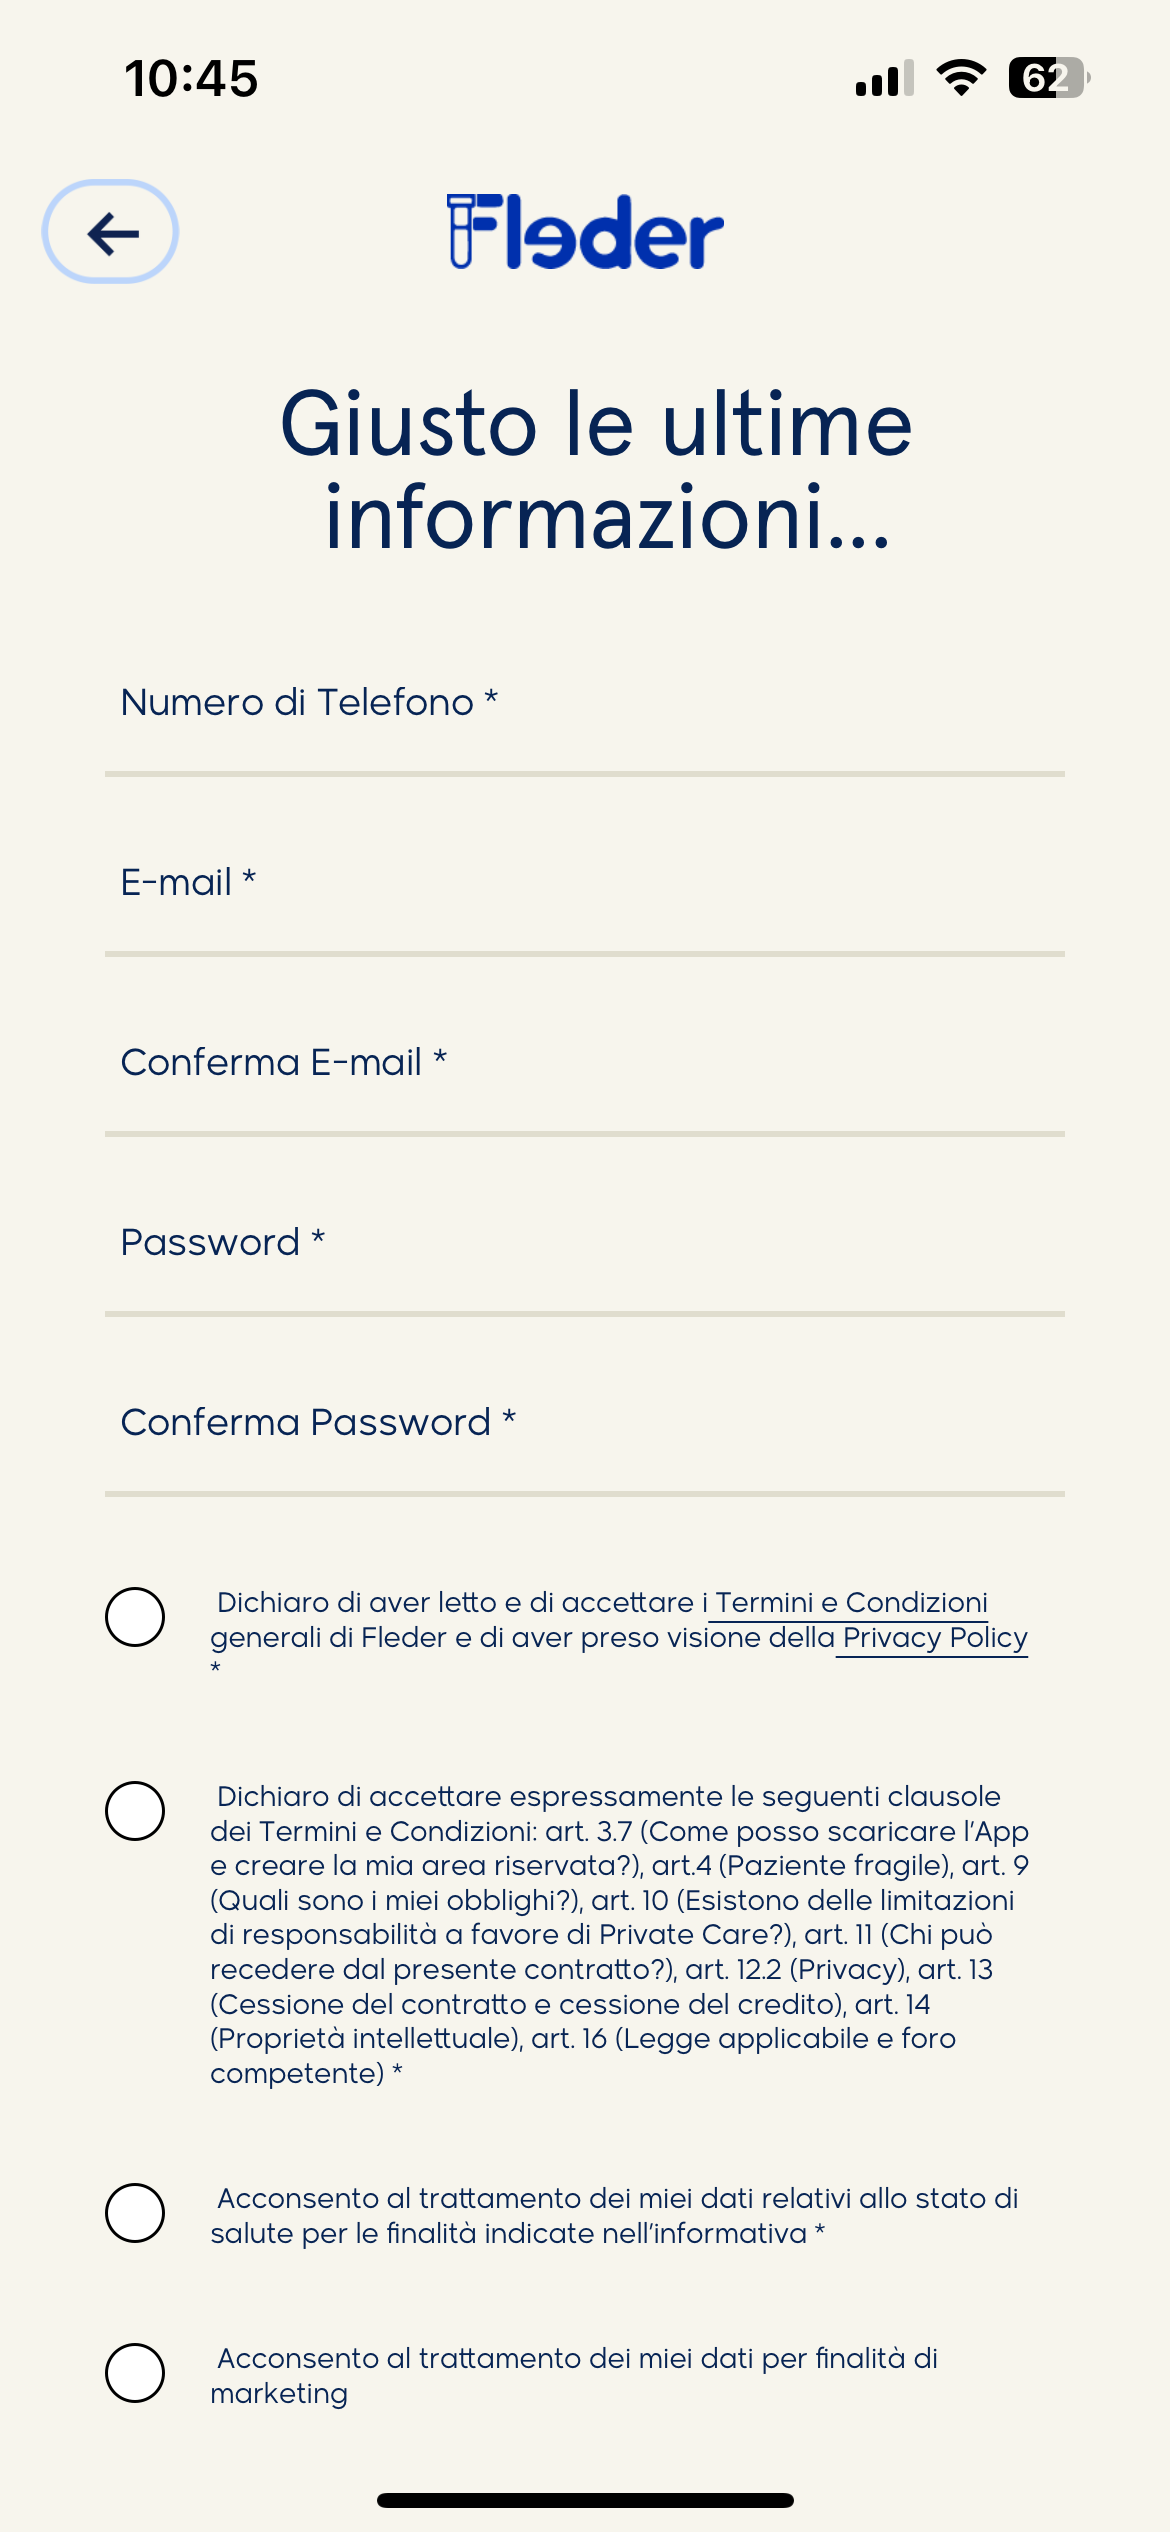 10:45
62
Fleder
Giusto le ultime
informazioni...
Numero di Telefono *
E-mail *
Conferma E-mail *
Password *
Conferma Password *
Dichiaro di aver letto e di accettare i Termini e Condizioni
generali di Fleder e di aver preso visione della Privacy Policy
*
Dichiaro di accettare espressamente le seguenti clausole
dei Termini e Condizioni: art. 3.7 (Come posso scaricare l'App
e creare la mia area riservata?), art.4 (Paziente fragile), art. 9
(Quali sono i miei obblighi?), art. 10 (Esistono delle limitazioni
di responsabilità a favore di Private Care?), art. 11 (Chi può
recedere dal presente contratto?), art. 12.2 (Privacy), art. 13
(Cessione del contratto e cessione del credito), art. 14
(Proprietà intellettuale), art. 16 (Legge applicabile e foro
competente) *
Acconsento al trattamento dei miei dati relativi allo stato di
salute per le finalità indicate nell'informativa *
Acconsento al trattamento dei miei dati per finalità di
marketing